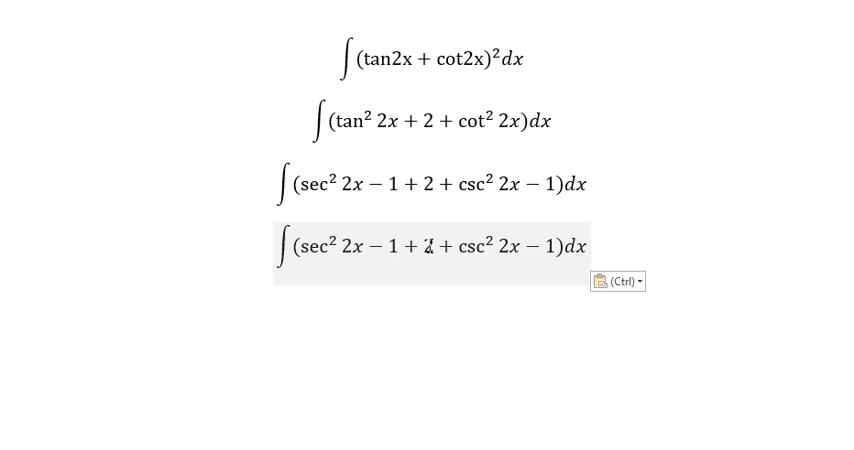 ∫(tan2x + cot2x)²dx
∫(tan² 2x + 2 + cot² 2x)dx
∫(sec² 2x − 1 + 2 + csc² 2x − 1)dx
∫(sec² 2x − 1 + 2 + csc² 2x − 1)dx
(Ctrl)